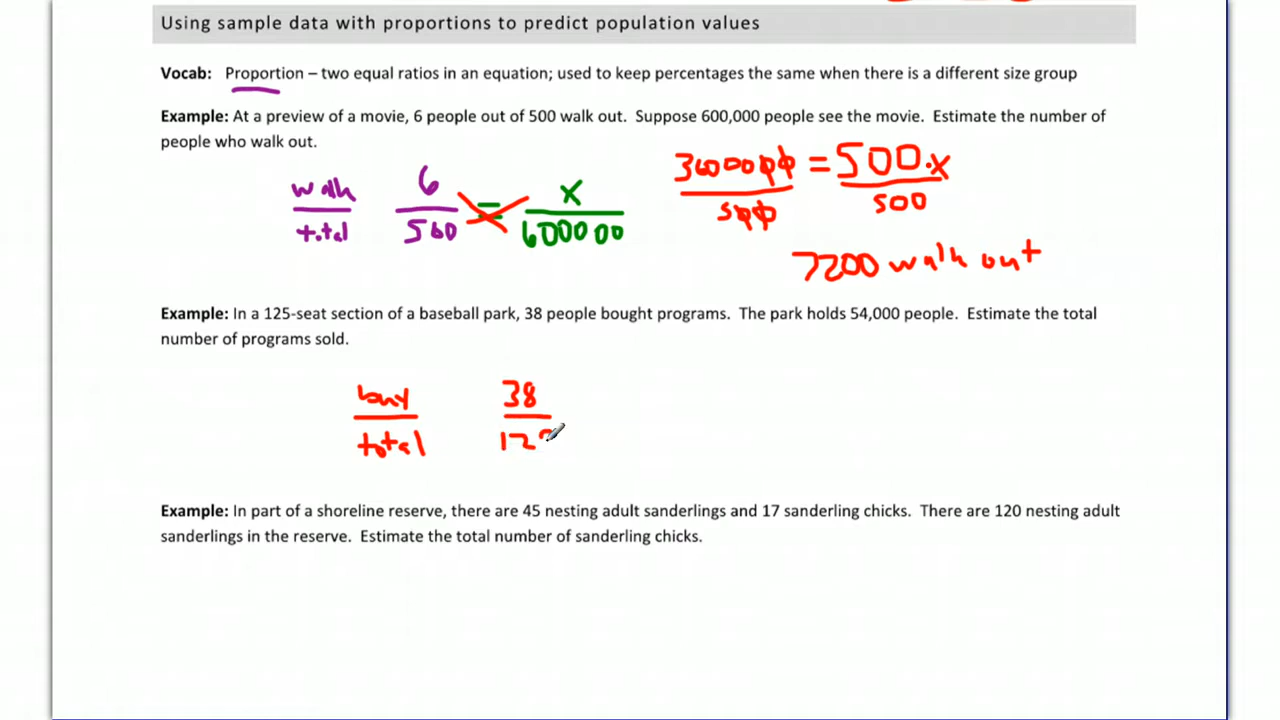 Using sample data with proportions to predict population values
Vocab: Proportion – two equal ratios in an equation; used to keep percentages the same when there is a different size group
Example: At a preview of a movie, 6 people out of 500 walk out. Suppose 600,000 people see the movie. Estimate the number of
people who walk out.
walk 6 x 3600000 = 500·x
total 500 = 600000 500 500
7200 walk out
Example: In a 125-seat section of a baseball park, 38 people bought programs. The park holds 54,000 people. Estimate the total
number of programs sold.
buy 38
total 12
Example: In part of a shoreline reserve, there are 45 nesting adult sanderlings and 17 sanderling chicks. There are 120 nesting adult
sanderlings in the reserve. Estimate the total number of sanderling chicks.